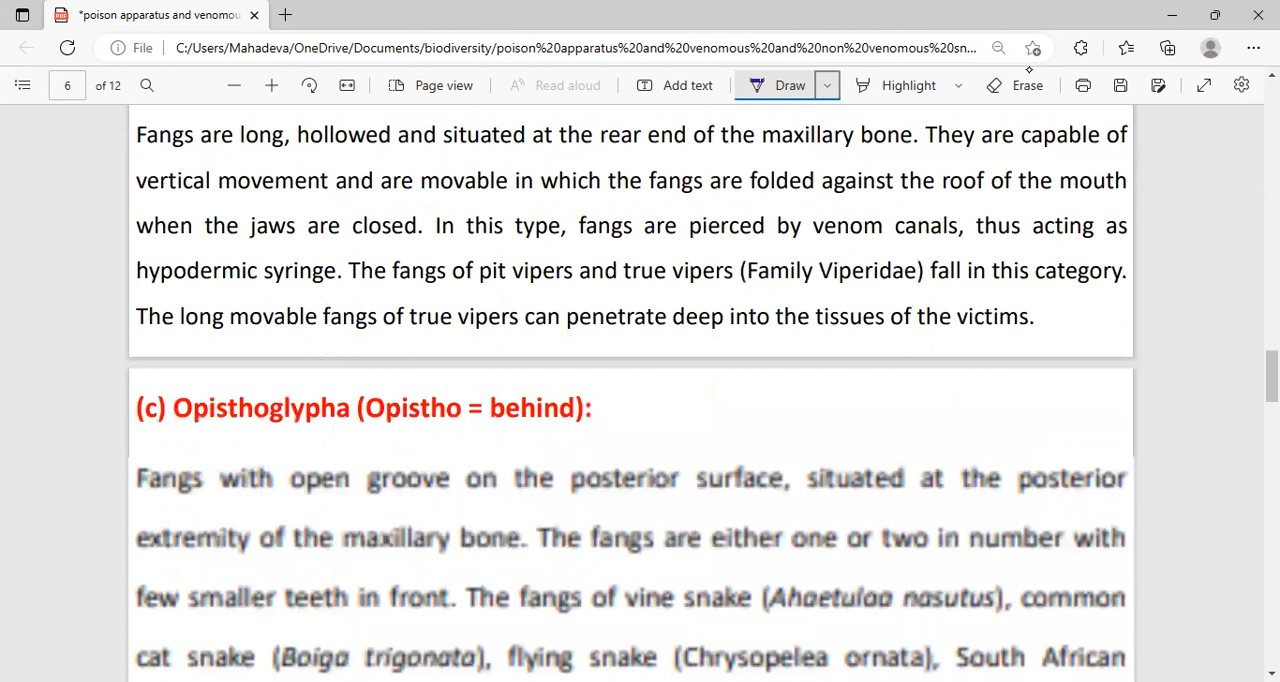 *poison apparatus and venomou
File
C:/Users/Mahadeva/OneDrive/Documents/biodiversity/poison%20apparatus%20and%20venomous%20and%20non%20venomous%20sn...
6 of 12
Page view
Read aloud
Add text
Draw
Highlight
Erase
Fangs are long, hollowed and situated at the rear end of the maxillary bone. They are capable of
vertical movement and are movable in which the fangs are folded against the roof of the mouth
when the jaws are closed. In this type, fangs are pierced by venom canals, thus acting as
hypodermic syringe. The fangs of pit vipers and true vipers (Family Viperidae) fall in this category.
The long movable fangs of true vipers can penetrate deep into the tissues of the victims.
(c) Opisthoglypha (Opistho = behind):
Fangs with open groove on the posterior surface, situated at the posterior
extremity of the maxillary bone. The fangs are either one or two in number with
few smaller teeth in front. The fangs of vine snake (Ahaetulaa nasutus), common
cat snake (Boiga trigonata), flying snake (Chrysopelea ornata), South African